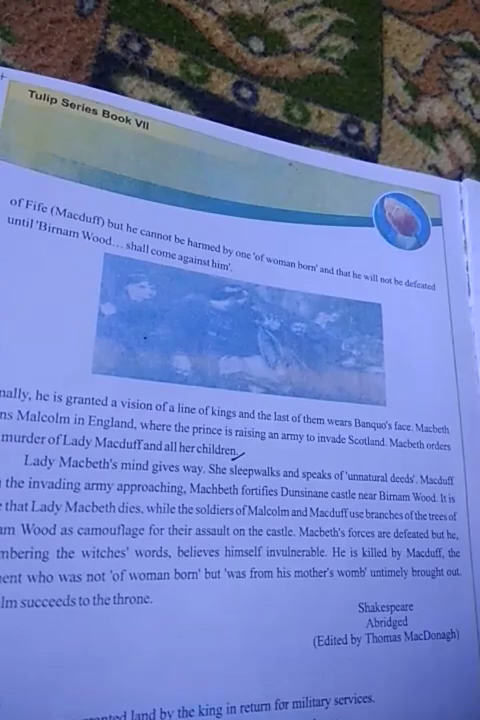 Tulip Series Book VII
of Fife (Macduff) but he cannot be harmed by one 'of woman born' and that he will not be defeated
until 'Birnam Wood... shall come against him'.
nally, he is granted a vision of a line of kings and the last of them wears Banquo's face. Macbeth
ns Malcolm in England, where the prince is raising an army to invade Scotland. Macbeth orders
murder of Lady Macduff and all her children.
Lady Macbeth's mind gives way. She sleepwalks and speaks of 'unnatural deeds'. Macduff
the invading army approaching, Machbeth fortifies Dunsinane castle near Birnam Wood. It is
that Lady Macbeth dies, while the soldiers of Malcolm and Macduff use branches of the trees of
am Wood as camouflage for their assault on the castle. Macbeth's forces are defeated but he,
mbering the witches' words, believes himself invulnerable. He is killed by Macduff, the
ent who was not 'of woman born' but 'was from his mother's womb' untimely brought out.
lm succeeds to the throne.
Shakespeare
Abridged
(Edited by Thomas MacDonagh)
land by the king in return for military services.